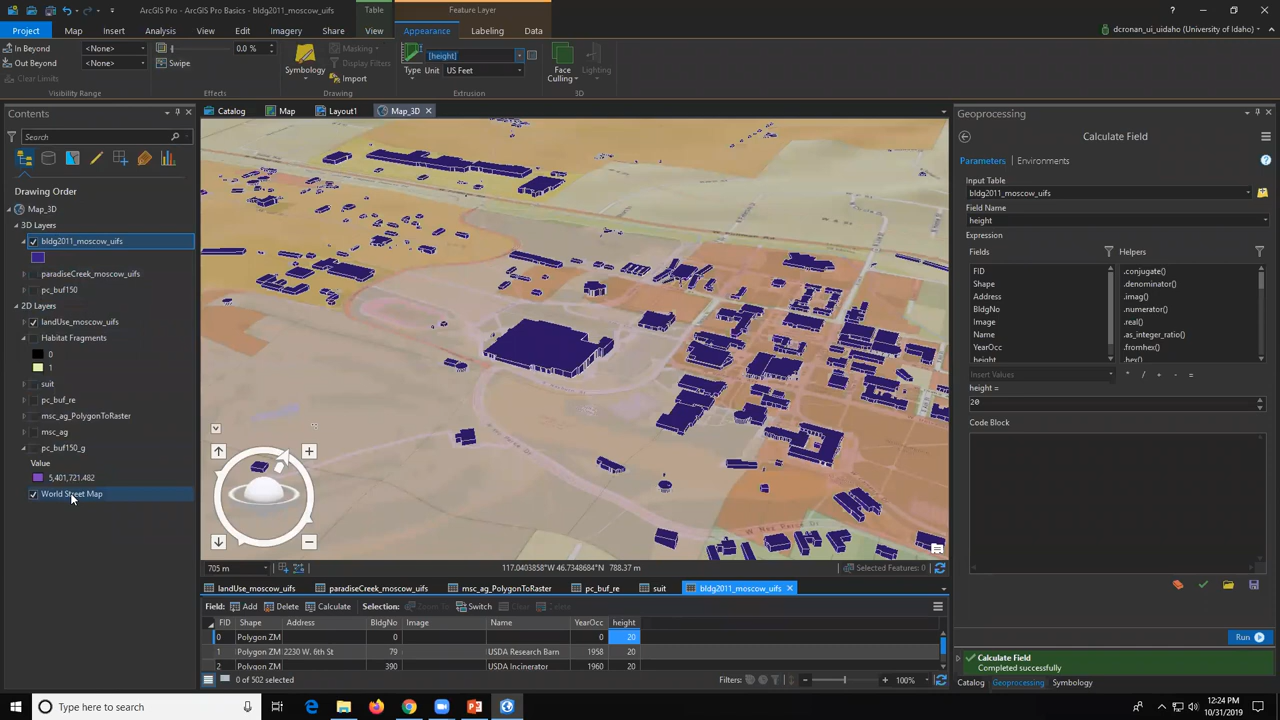 ArcGIS Pro - ArcGIS Pro Basics - bldg2011_moscow_uifs
Table
Feature Layer
Project
Map
Insert
Analysis
View
Edit
Imagery
Share
View
Appearance
Labeling
Data
dcronan_ui_uidaho (University of Idaho)
In Beyond
<None>
0.0 %
Masking
[height]
Out Beyond
<None>
Swipe
Symbology
Display Filters
Type
Unit
US Feet
Face
Culling
Lighting
Clear Limits
Import
Visibility Range
Effects
Drawing
Extrusion
3D
Contents
Catalog
Map
Layout1
Map_3D
Geoprocessing
Search
Calculate Field
Parameters
Environments
Drawing Order
Map_3D
3D Layers
bldg2011_moscow_uifs
paradiseCreek_moscow_uifs
pc_buf150
2D Layers
landUse_moscow_uifs
Habitat Fragments
0
1
suit
pc_buf_re
msc_ag_PolygonToRaster
msc_ag
pc_buf150_g
Value
5,401,721.482
World Street Map
Input Table
bldg2011_moscow_uifs
Field Name
height
Expression
Fields
Helpers
FID
Shape
Address
BldgNo
Image
Name
YearOcc
height
.conjugate()
.denominator()
.imag()
.numerator()
.real()
.as_integer_ratio()
.fromhex()
.hex()
Insert Values
* / + - =
height =
20
Code Block
Run
705 m
117.0403858°W 46.7348684°N
788.37 m
Selected Features: 0
landUse_moscow_uifs
paradiseCreek_moscow_uifs
msc_ag_PolygonToRaster
pc_buf_re
suit
bldg2011_moscow_uifs
Field:
Add
Delete
Calculate
Selection:
Zoom To
Switch
Clear
Delete
FID Shape Address BldgNo Image Name YearOcc height
0 Polygon ZM 0 0 20
1 Polygon ZM 2230 W. 6th St 79 USDA Research Barn 1958 20
2 Polygon ZM 390 USDA Incinerator 1960 20
0 of 502 selected
Filters:
100%
Calculate Field
Completed successfully
Catalog
Geoprocessing
Symbology
Type here to search
12:24 PM
10/31/2019